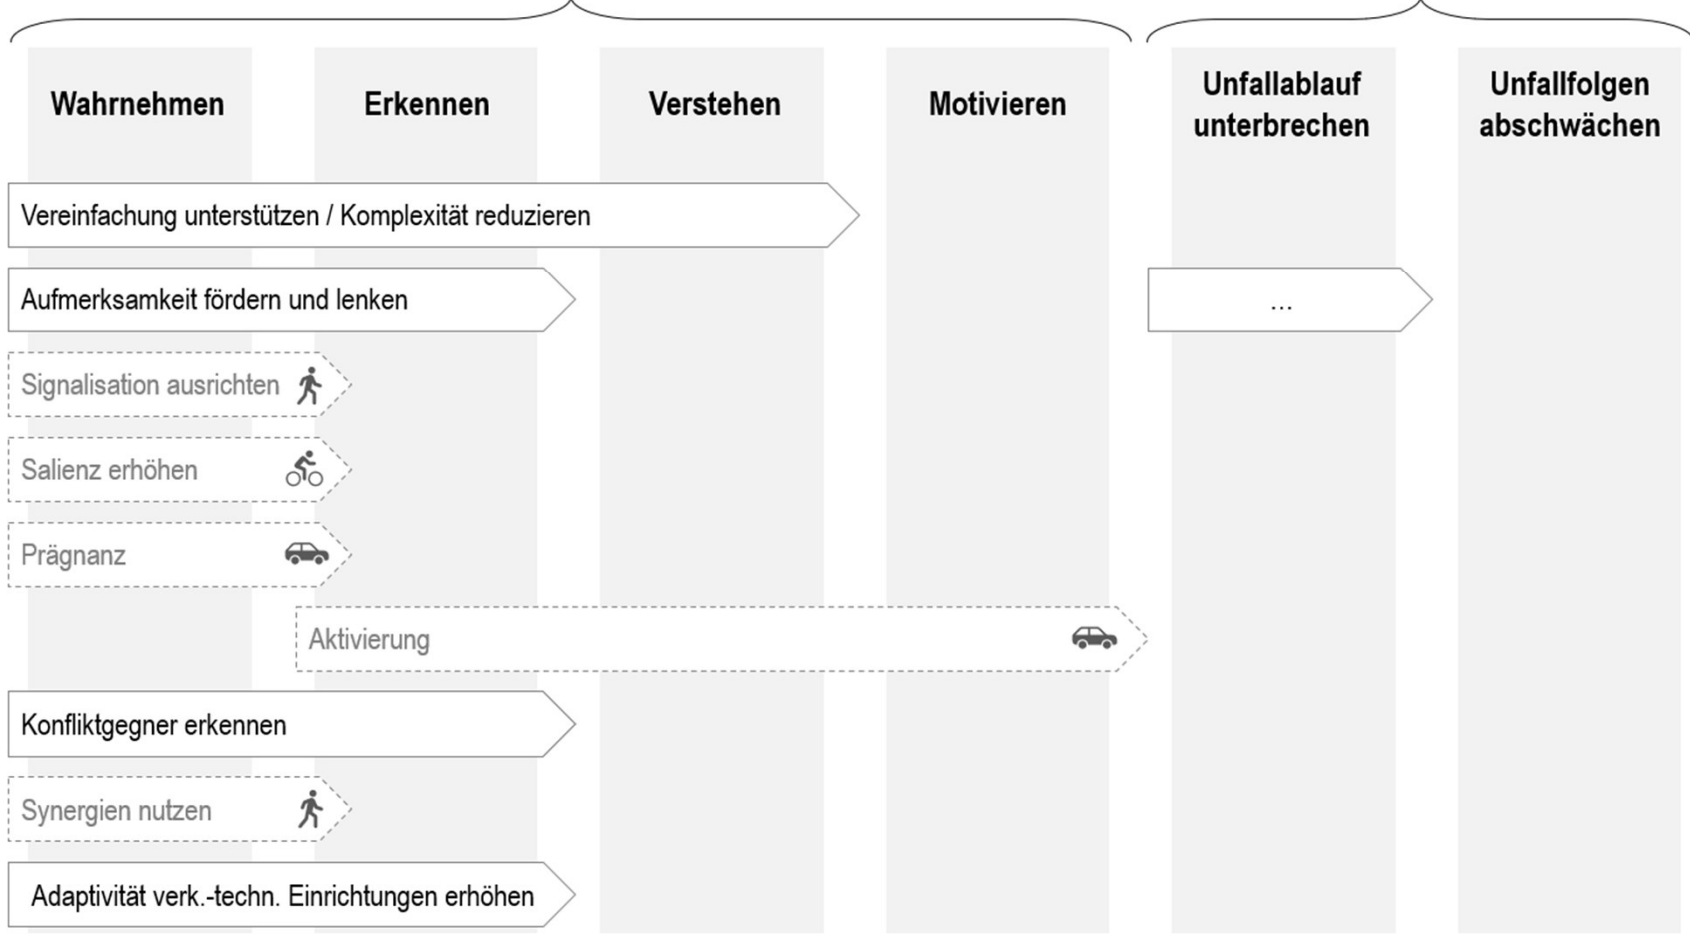 Wahrnehmen
Erkennen
Verstehen
Motivieren
Unfallablauf
unterbrechen
Unfallfolgen
abschwächen
Vereinfachung unterstützen / Komplexität reduzieren
Aufmerksamkeit fördern und lenken
...
Signalisation ausrichten
Salienz erhöhen
Prägnanz
Aktivierung
Konfliktgegner erkennen
Synergien nutzen
Adaptivität verk.-techn. Einrichtungen erhöhen